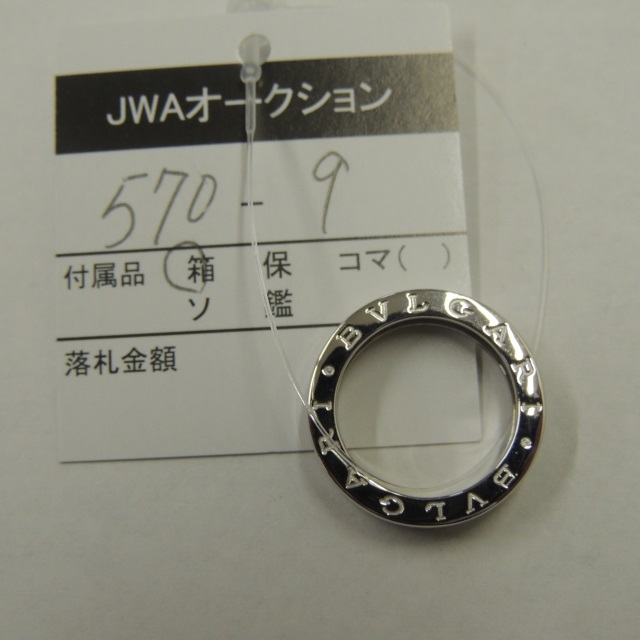 JWAオークション
570-9
付属品 箱 保 コマ( )
ソ 鑑
落札金額
BVLGARI • BVLGARI •